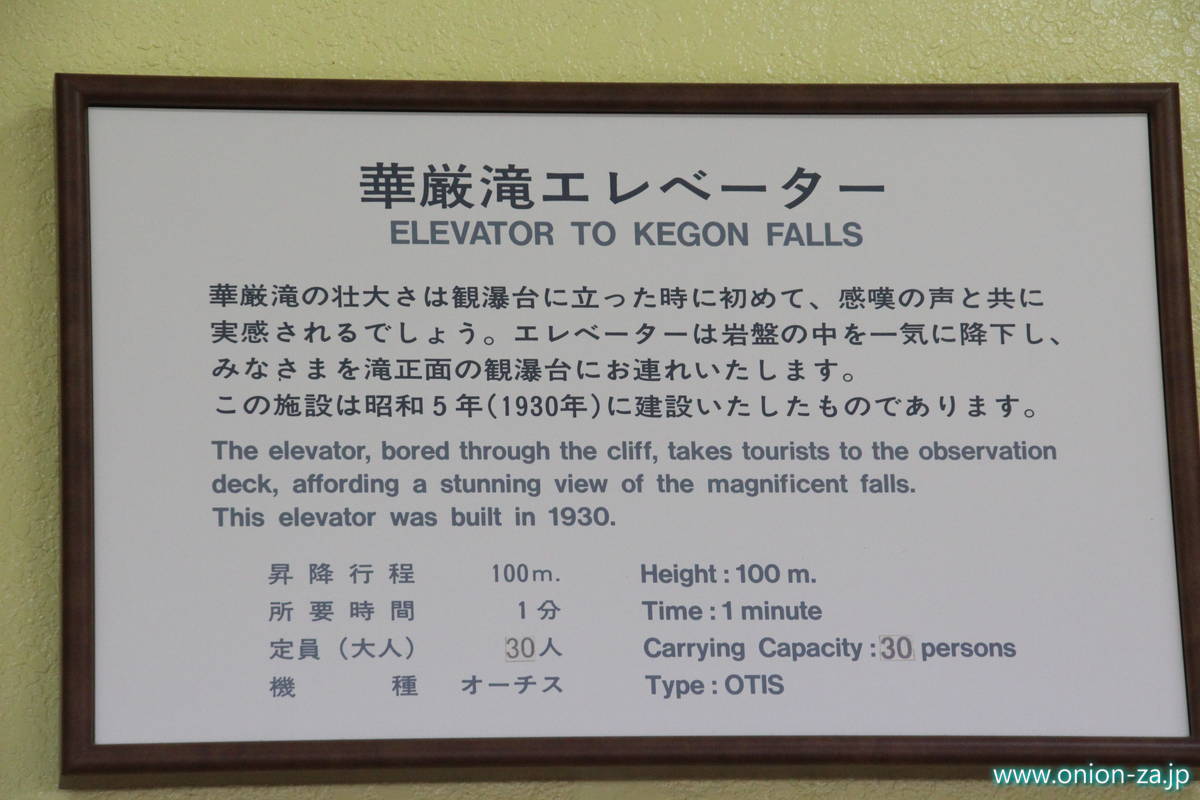 華厳滝エレベーター
ELEVATOR TO KEGON FALLS
華厳滝の壮大さは観瀑台に立った時に初めて、感嘆の声と共に
実感されるでしょう。エレベーターは岩盤の中を一気に降下し、
みなさまを滝正面の観瀑台にお連れいたします。
この施設は昭和5年(1930年)に建設いたしたものであります。
The elevator, bored through the cliff, takes tourists to the observation
deck, affording a stunning view of the magnificent falls.
This elevator was built in 1930.
昇降行程 100m. Height : 100 m.
所要時間 1分 Time : 1 minute
定員（大人） 30人 Carrying Capacity : 30 persons
機種 オーチス Type : OTIS
www.onion-za.jp